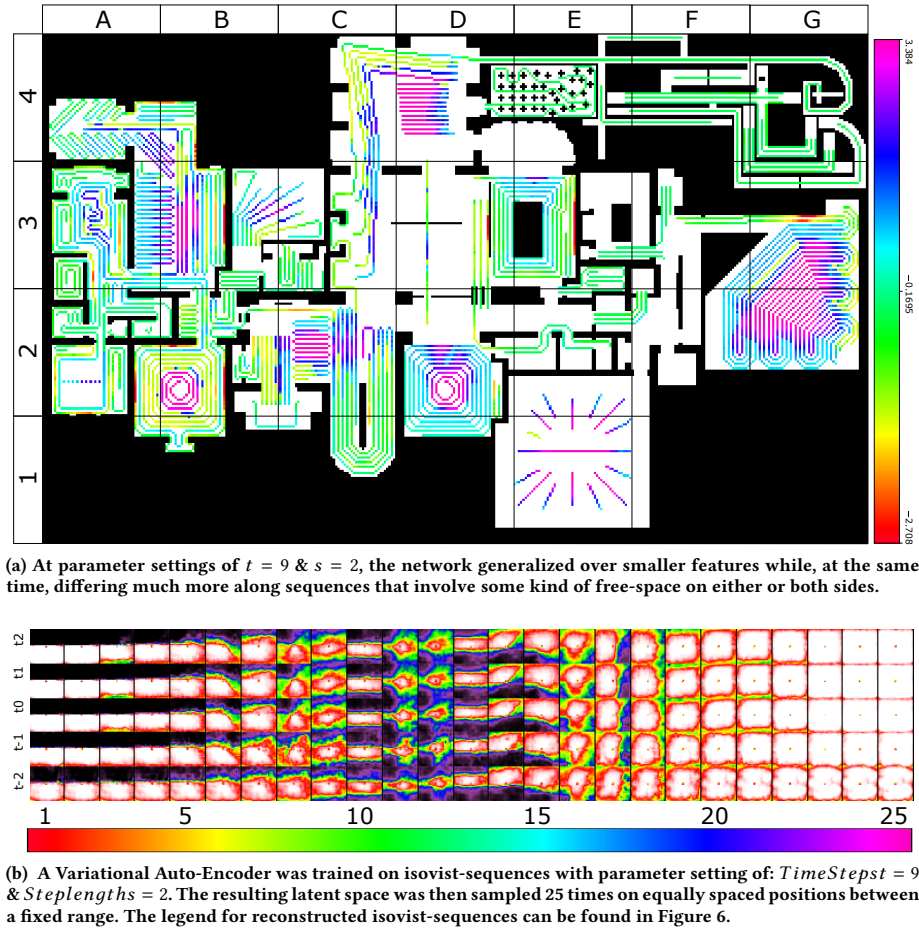 A B C D E F G
4
3
2
1
3.384
−0.1695
−2.708
(a) At parameter settings of t = 9 & s = 2, the network generalized over smaller features while, at the same
time, differing much more along sequences that involve some kind of free-space on either or both sides.
t2
t1
t0
t-1
t-2
1 5 10 15 20 25
(b) A Variational Auto-Encoder was trained on isovist-sequences with parameter setting of: TimeStepst = 9
& Steplengths = 2. The resulting latent space was then sampled 25 times on equally spaced positions between
a fixed range. The legend for reconstructed isovist-sequences can be found in Figure 6.